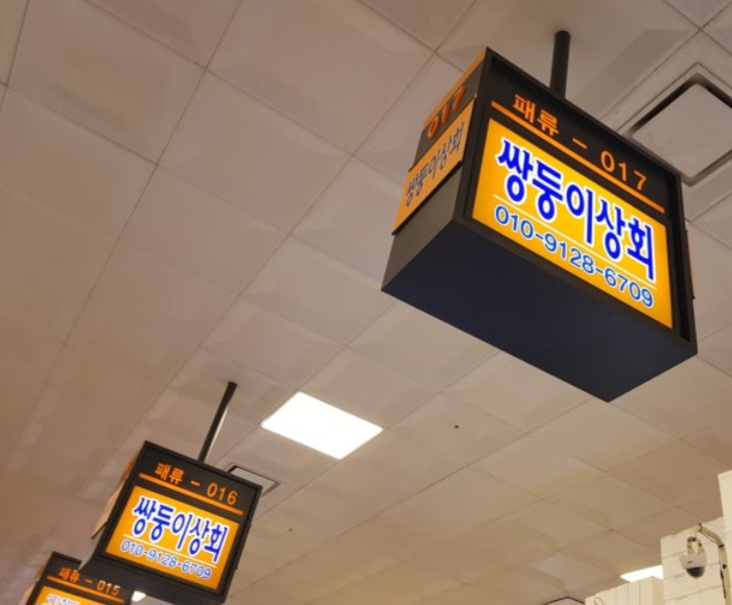 패류 - 017
쌍둥이상회
010-9128-6709
017
쌍둥이상회
패류 - 016
쌍둥이상회
010-9128-6709
패류 - 015